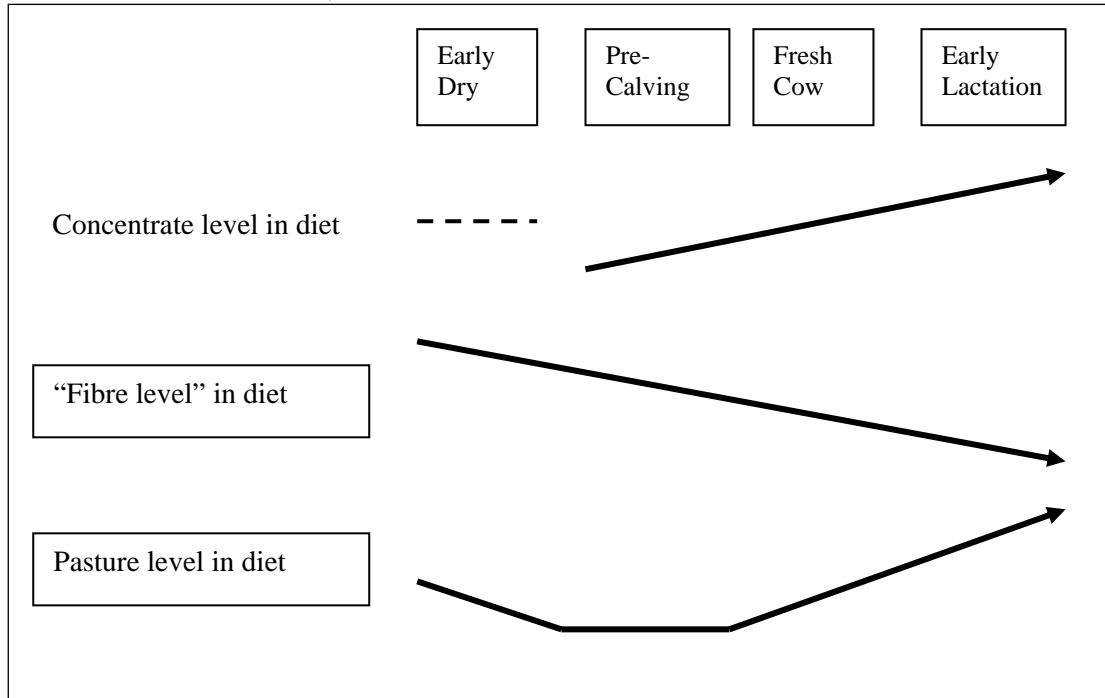 Early
Dry
Pre-
Calving
Fresh
Cow
Early
Lactation
Concentrate level in diet
“Fibre level” in diet
Pasture level in diet